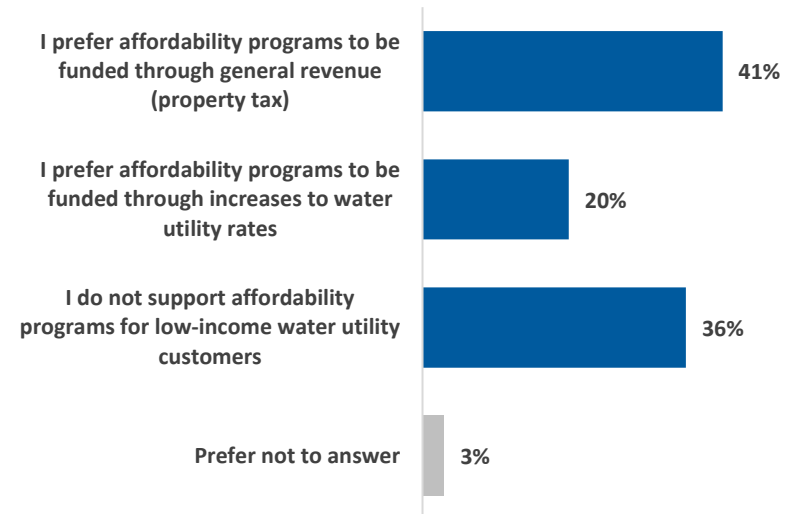 I prefer affordability programs to be
funded through general revenue
(property tax)
41%
I prefer affordability programs to be
funded through increases to water
utility rates
20%
I do not support affordability
programs for low-income water utility
customers
36%
Prefer not to answer
3%